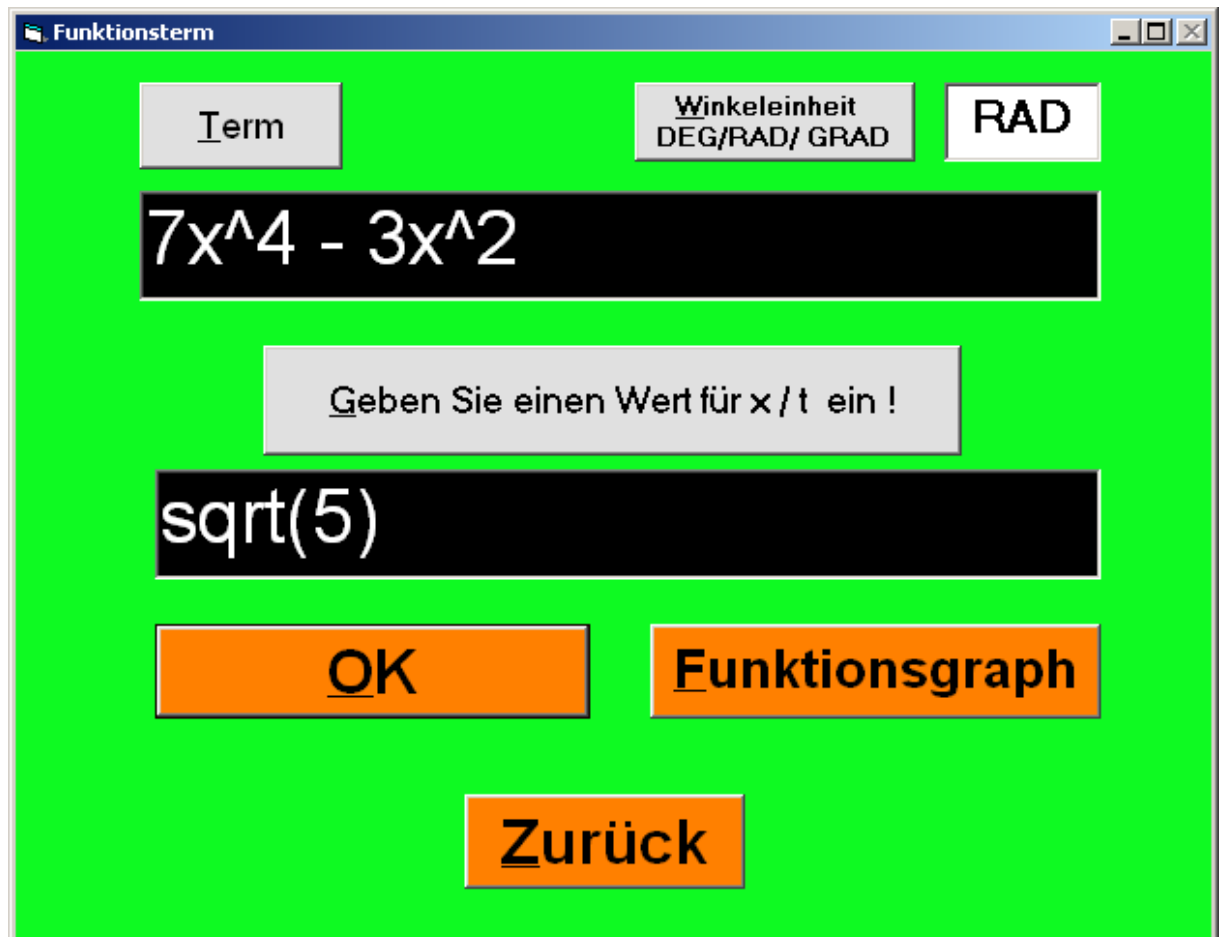 Funktionsterm
Term
Winkeleinheit
DEG/RAD/ GRAD
RAD
7x^4 - 3x^2
Geben Sie einen Wert für x / t ein !
sqrt(5)
OK
Funktionsgraph
Zurück